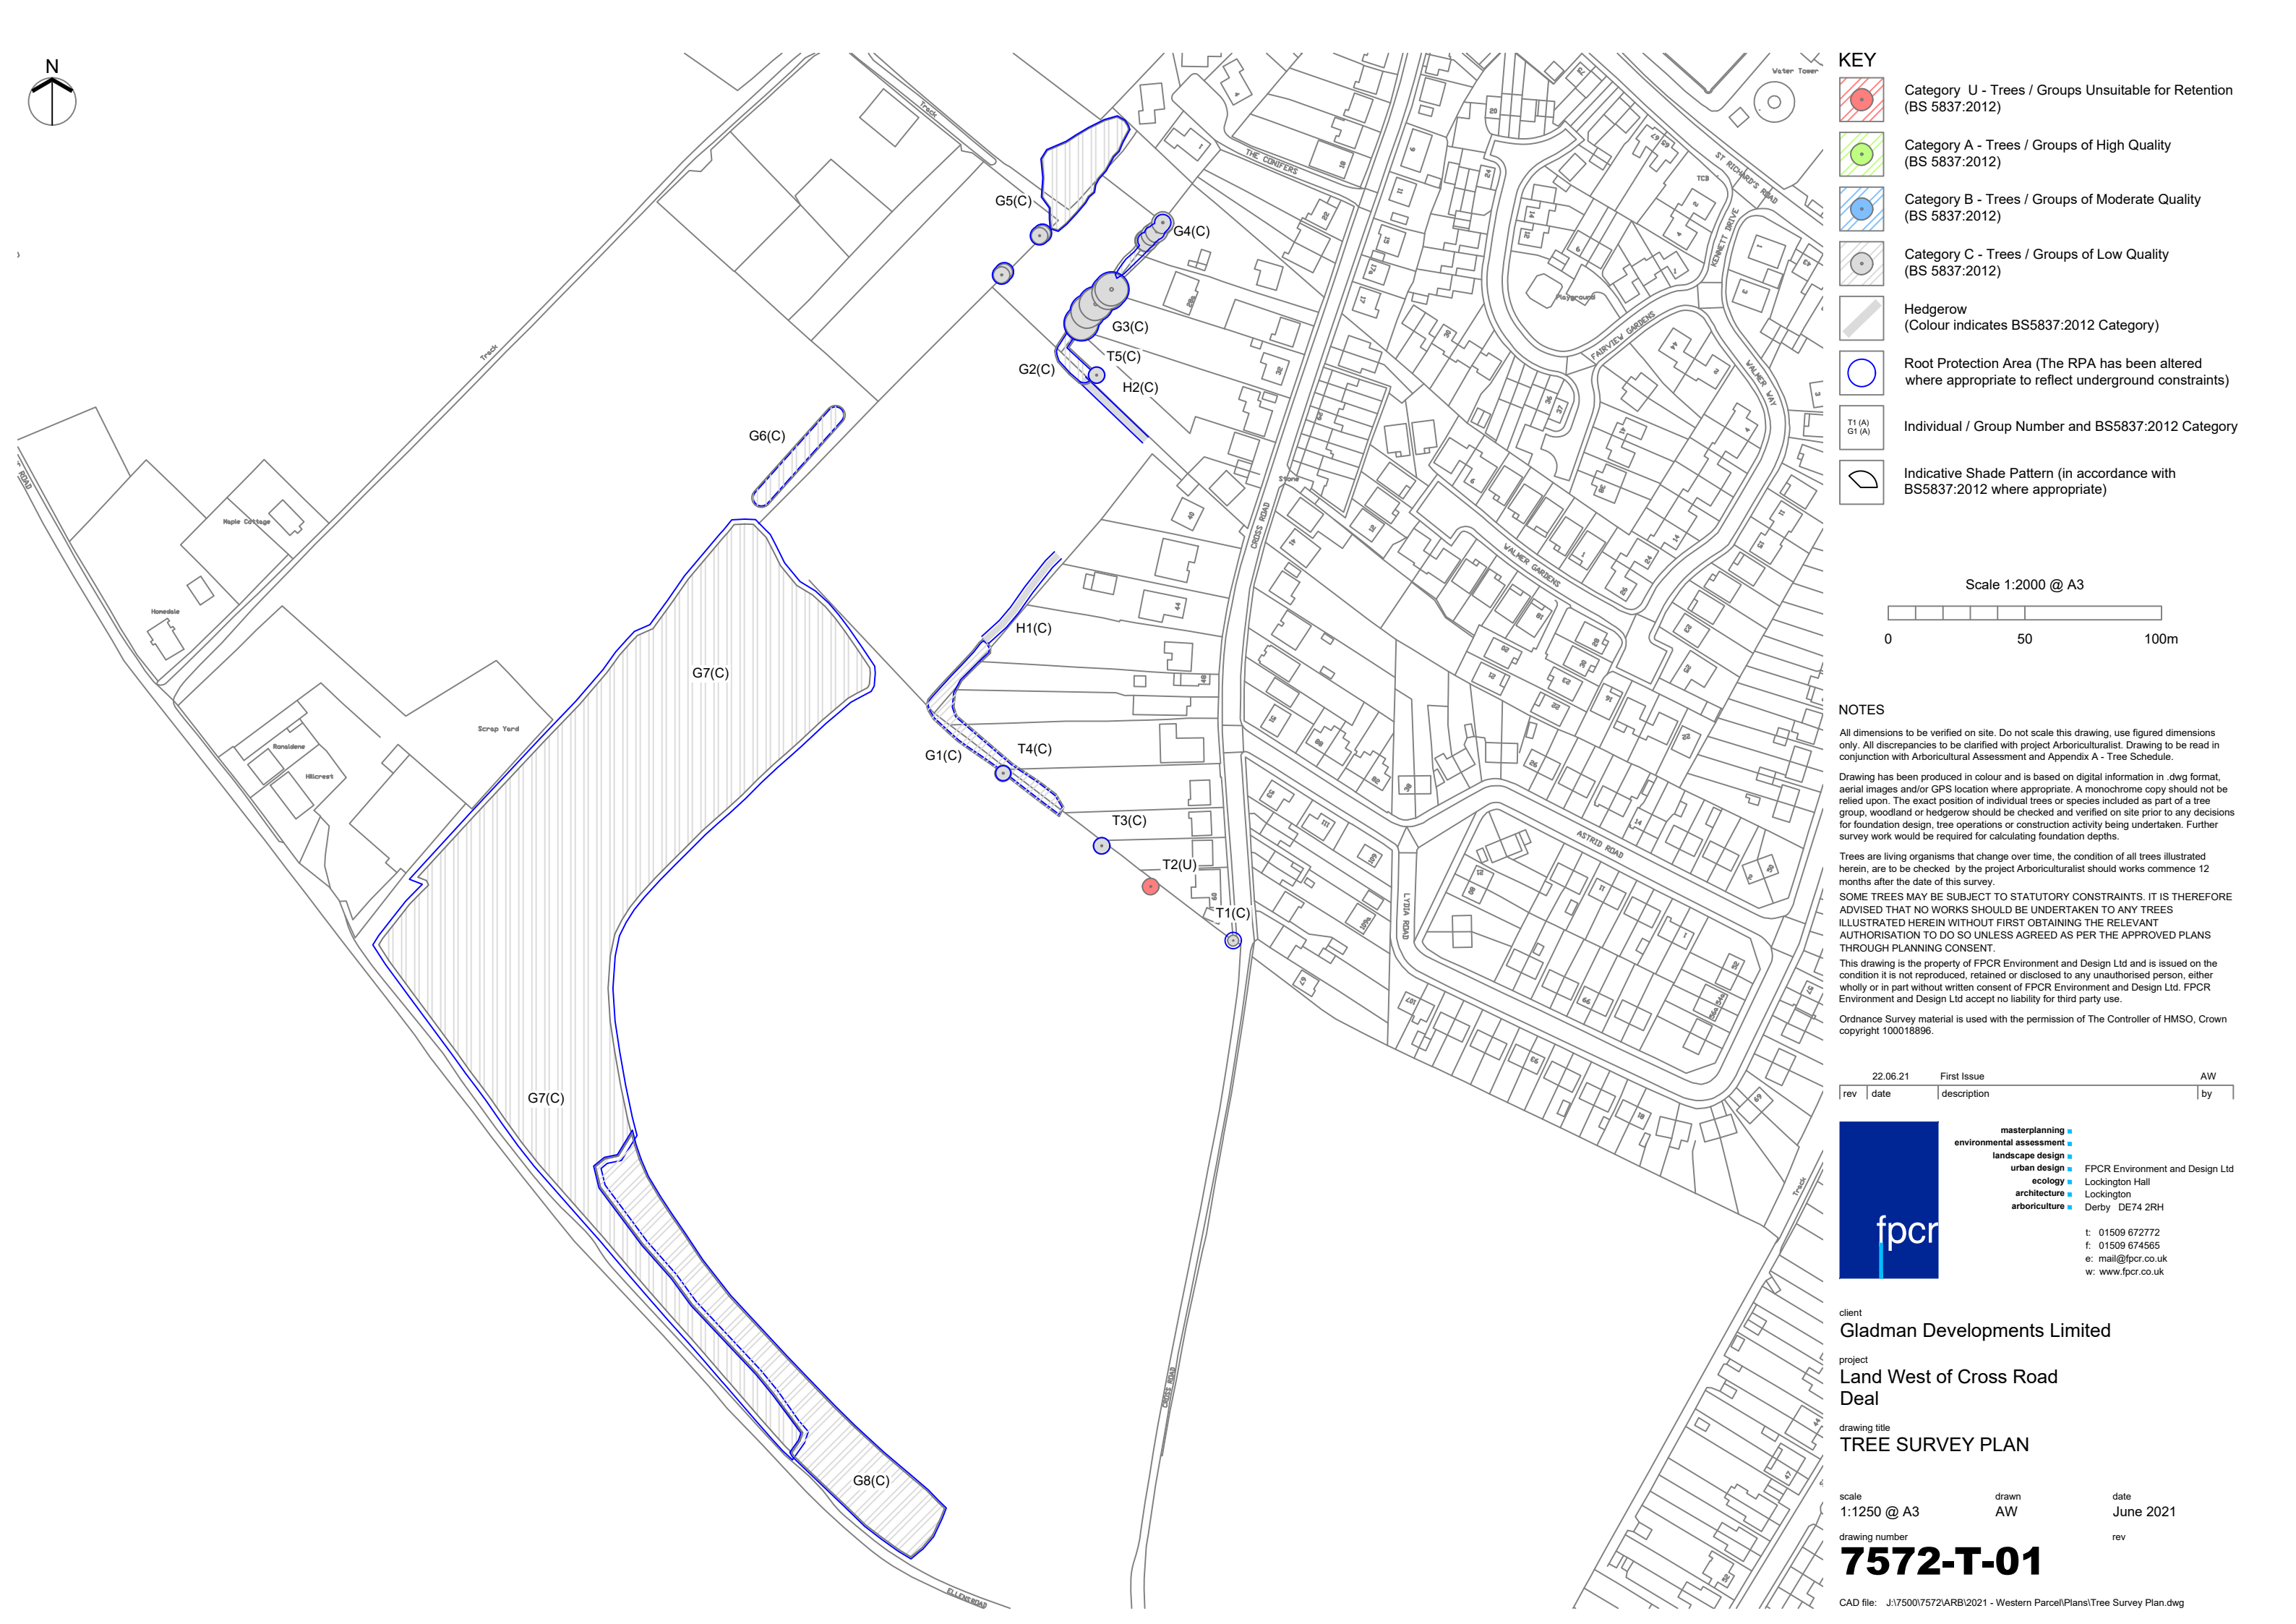 N
Track
Track
Water Tower
THE CONIFERS
ST RICHARD'S ROAD
TCB
KENNETT DRIVE
Playground
FAIRVIEW GARDENS
WALMER WAY
G5(C)
G4(C)
G3(C)
T5(C)
G2(C)
H2(C)
G6(C)
Stone
CROSS ROAD
WALMER GARDENS
ROAD
Maple Cottage
Homedale
H1(C)
G7(C)
Scrap Yard
Ronaldene
Hillcrest
G1(C)
T4(C)
T3(C)
T2(U)
T1(C)
ASTRID ROAD
LYDIA ROAD
G7(C)
Track
CROSS ROAD
G8(C)
ELLENS ROAD
KEY
Category  U - Trees / Groups Unsuitable for Retention
(BS 5837:2012)
Category A - Trees / Groups of High Quality
(BS 5837:2012)
Category B - Trees / Groups of Moderate Quality
(BS 5837:2012)
Category C - Trees / Groups of Low Quality
(BS 5837:2012)
Hedgerow
(Colour indicates BS5837:2012 Category)
Root Protection Area (The RPA has been altered
where appropriate to reflect underground constraints)
T1 (A)
G1 (A)
Individual / Group Number and BS5837:2012 Category
Indicative Shade Pattern (in accordance with
BS5837:2012 where appropriate)
Scale 1:2000 @ A3
0 50 100m
NOTES
All dimensions to be verified on site. Do not scale this drawing, use figured dimensions
only. All discrepancies to be clarified with project Arboriculturalist. Drawing to be read in
conjunction with Arboricultural Assessment and Appendix A - Tree Schedule.
Drawing has been produced in colour and is based on digital information in .dwg format,
aerial images and/or GPS location where appropriate. A monochrome copy should not be
relied upon. The exact position of individual trees or species included as part of a tree
group, woodland or hedgerow should be checked and verified on site prior to any decisions
for foundation design, tree operations or construction activity being undertaken. Further
survey work would be required for calculating foundation depths.
Trees are living organisms that change over time, the condition of all trees illustrated
herein, are to be checked  by the project Arboriculturalist should works commence 12
months after the date of this survey.
SOME TREES MAY BE SUBJECT TO STATUTORY CONSTRAINTS. IT IS THEREFORE
ADVISED THAT NO WORKS SHOULD BE UNDERTAKEN TO ANY TREES
ILLUSTRATED HEREIN WITHOUT FIRST OBTAINING THE RELEVANT
AUTHORISATION TO DO SO UNLESS AGREED AS PER THE APPROVED PLANS
THROUGH PLANNING CONSENT.
This drawing is the property of FPCR Environment and Design Ltd and is issued on the
condition it is not reproduced, retained or disclosed to any unauthorised person, either
wholly or in part without written consent of FPCR Environment and Design Ltd. FPCR
Environment and Design Ltd accept no liability for third party use.
Ordnance Survey material is used with the permission of The Controller of HMSO, Crown
copyright 100018896.
22.06.21 First Issue AW
rev date description by
fpcr
masterplanning
environmental assessment
landscape design
urban design
ecology
architecture
arboriculture
FPCR Environment and Design Ltd
Lockington Hall
Lockington
Derby   DE74 2RH
t:   01509 672772
f:   01509 674565
e:  mail@fpcr.co.uk
w:  www.fpcr.co.uk
client
Gladman Developments Limited
project
Land West of Cross Road
Deal
drawing title
TREE SURVEY PLAN
scale drawn date
1:1250 @ A3 AW June 2021
drawing number rev
7572-T-01
CAD file:   J:\7500\7572\ARB\2021 - Western Parcel\Plans\Tree Survey Plan.dwg